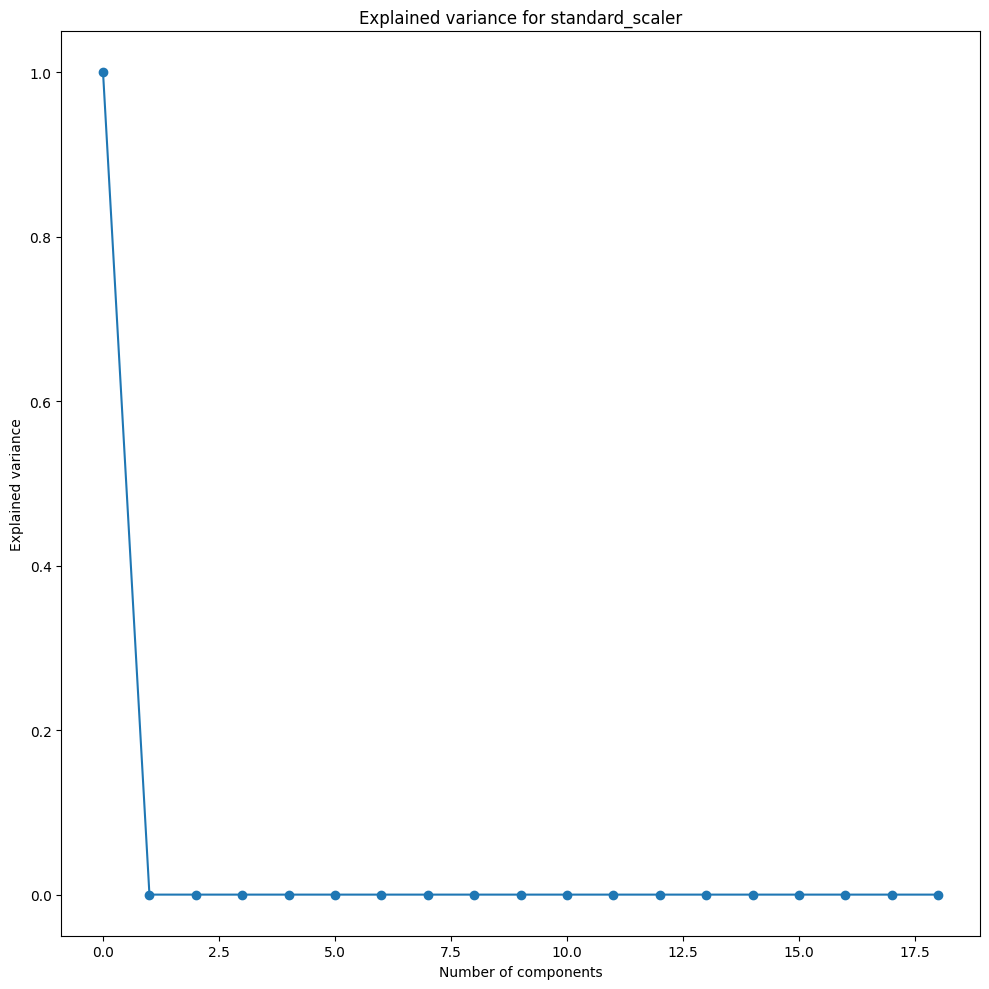 Explained variance for standard_scaler
1.0
0.8
0.6
0.4
0.2
0.0
Explained variance
0.0 2.5 5.0 7.5 10.0 12.5 15.0 17.5
Number of components